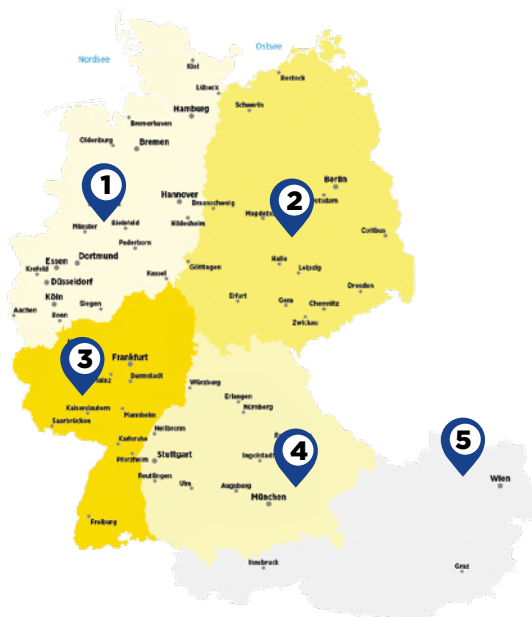 Nordsee
Ostsee
Kiel
Rostock
Lübeck
Schwerin
Hamburg
Bremerhaven
Oldenburg
Bremen
Berlin
1
Hannover
Braunschweig
2
Potsdam
Bielefeld
Münster
Hildesheim
Cottbus
Paderborn
Essen
Dortmund
Göttingen
Halle
Leipzig
Krefeld
Düsseldorf
Kassel
Dresden
Köln
Siegen
Erfurt
Gera
Chemnitz
Aachen
Bonn
Zwickau
3
Frankfurt
Darmstadt
Würzburg
Kaiserslautern
Mannheim
Erlangen
Nürnberg
Saarbrücken
Karlsruhe
Heilbronn
5
Pforzheim
Stuttgart
Ingolstadt
4
Reutlingen
Ulm
Augsburg
München
Wien
Freiburg
Innsbruck
Graz